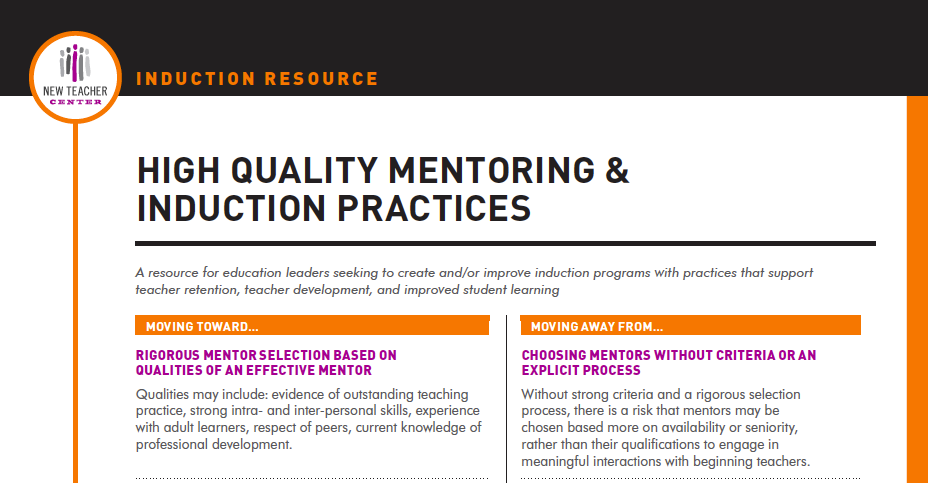 NEW TEACHER
CENTER
INDUCTION RESOURCE
HIGH QUALITY MENTORING &
INDUCTION PRACTICES
A resource for education leaders seeking to create and/or improve induction programs with practices that support
teacher retention, teacher development, and improved student learning
MOVING TOWARD...
RIGOROUS MENTOR SELECTION BASED ON
QUALITIES OF AN EFFECTIVE MENTOR
Qualities may include: evidence of outstanding teaching
practice, strong intra- and inter-personal skills, experience
with adult learners, respect of peers, current knowledge of
professional development.
MOVING AWAY FROM...
CHOOSING MENTORS WITHOUT CRITERIA OR AN
EXPLICIT PROCESS
Without strong criteria and a rigorous selection
process, there is a risk that mentors may be
chosen based more on availability or seniority,
rather than their qualifications to engage in
meaningful interactions with beginning teachers.